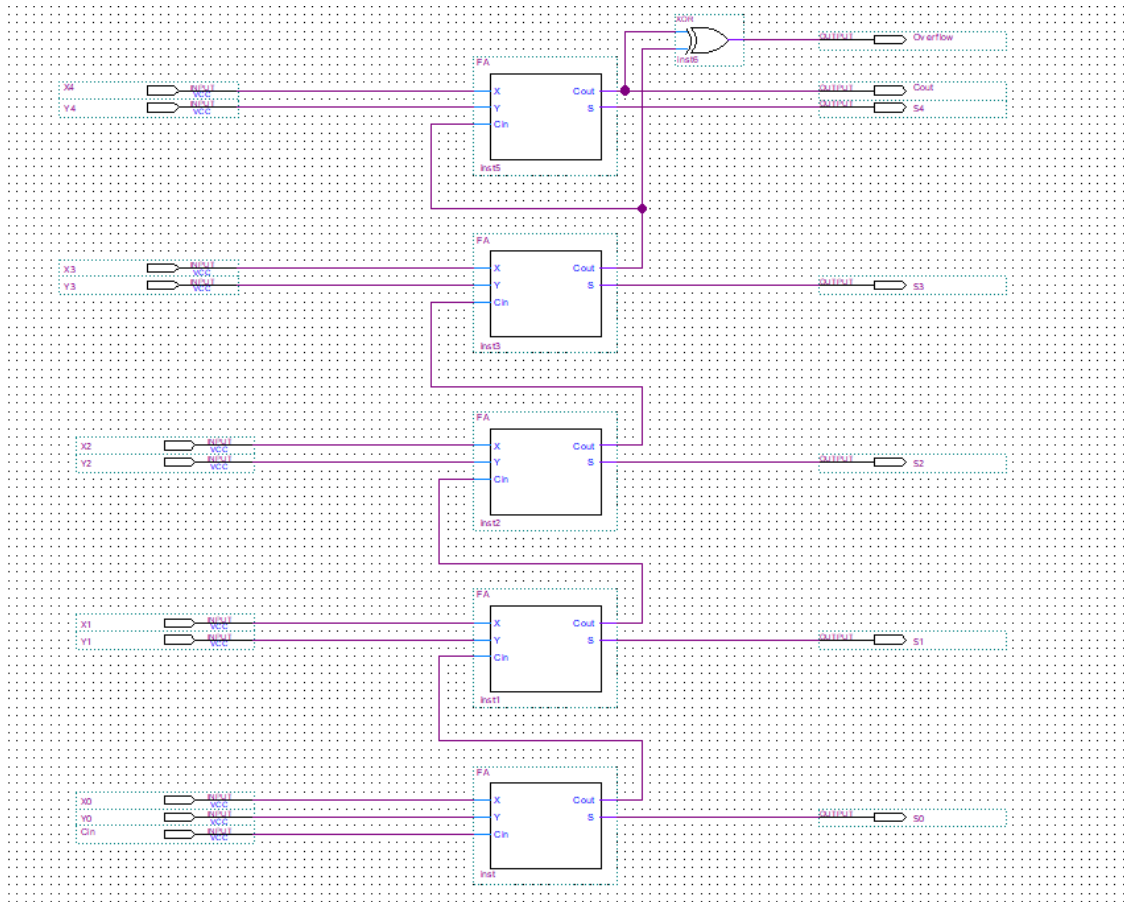 XOR
OUTPUT Overflow
inst6
FA
X4 INPUT VCC X Cout OUTPUT Cout
Y4 INPUT VCC Y S OUTPUT S4
Cin
inst5
FA
X3 INPUT VCC X Cout
Y3 INPUT VCC Y S OUTPUT S3
Cin
inst3
FA
X2 INPUT VCC X Cout
Y2 INPUT VCC Y S OUTPUT S2
Cin
inst2
FA
X1 INPUT VCC X Cout
Y1 INPUT VCC Y S OUTPUT S1
Cin
inst1
FA
X0 INPUT VCC X Cout
Y0 INPUT VCC Y S OUTPUT S0
Cin INPUT VCC Cin
inst